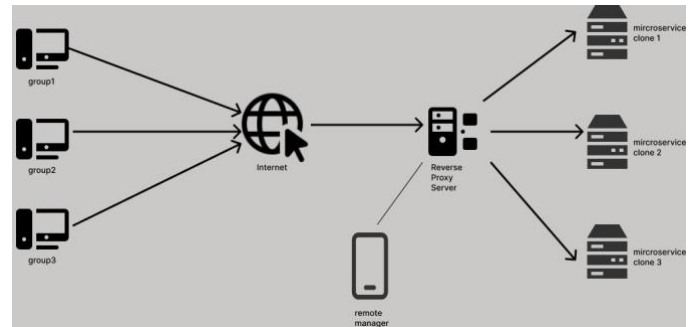 group1
group2
group3
Internet
Reverse
Proxy
Server
remote
manager
mircroservice
clone 1
mircroservice
clone 2
mircroservice
clone 3